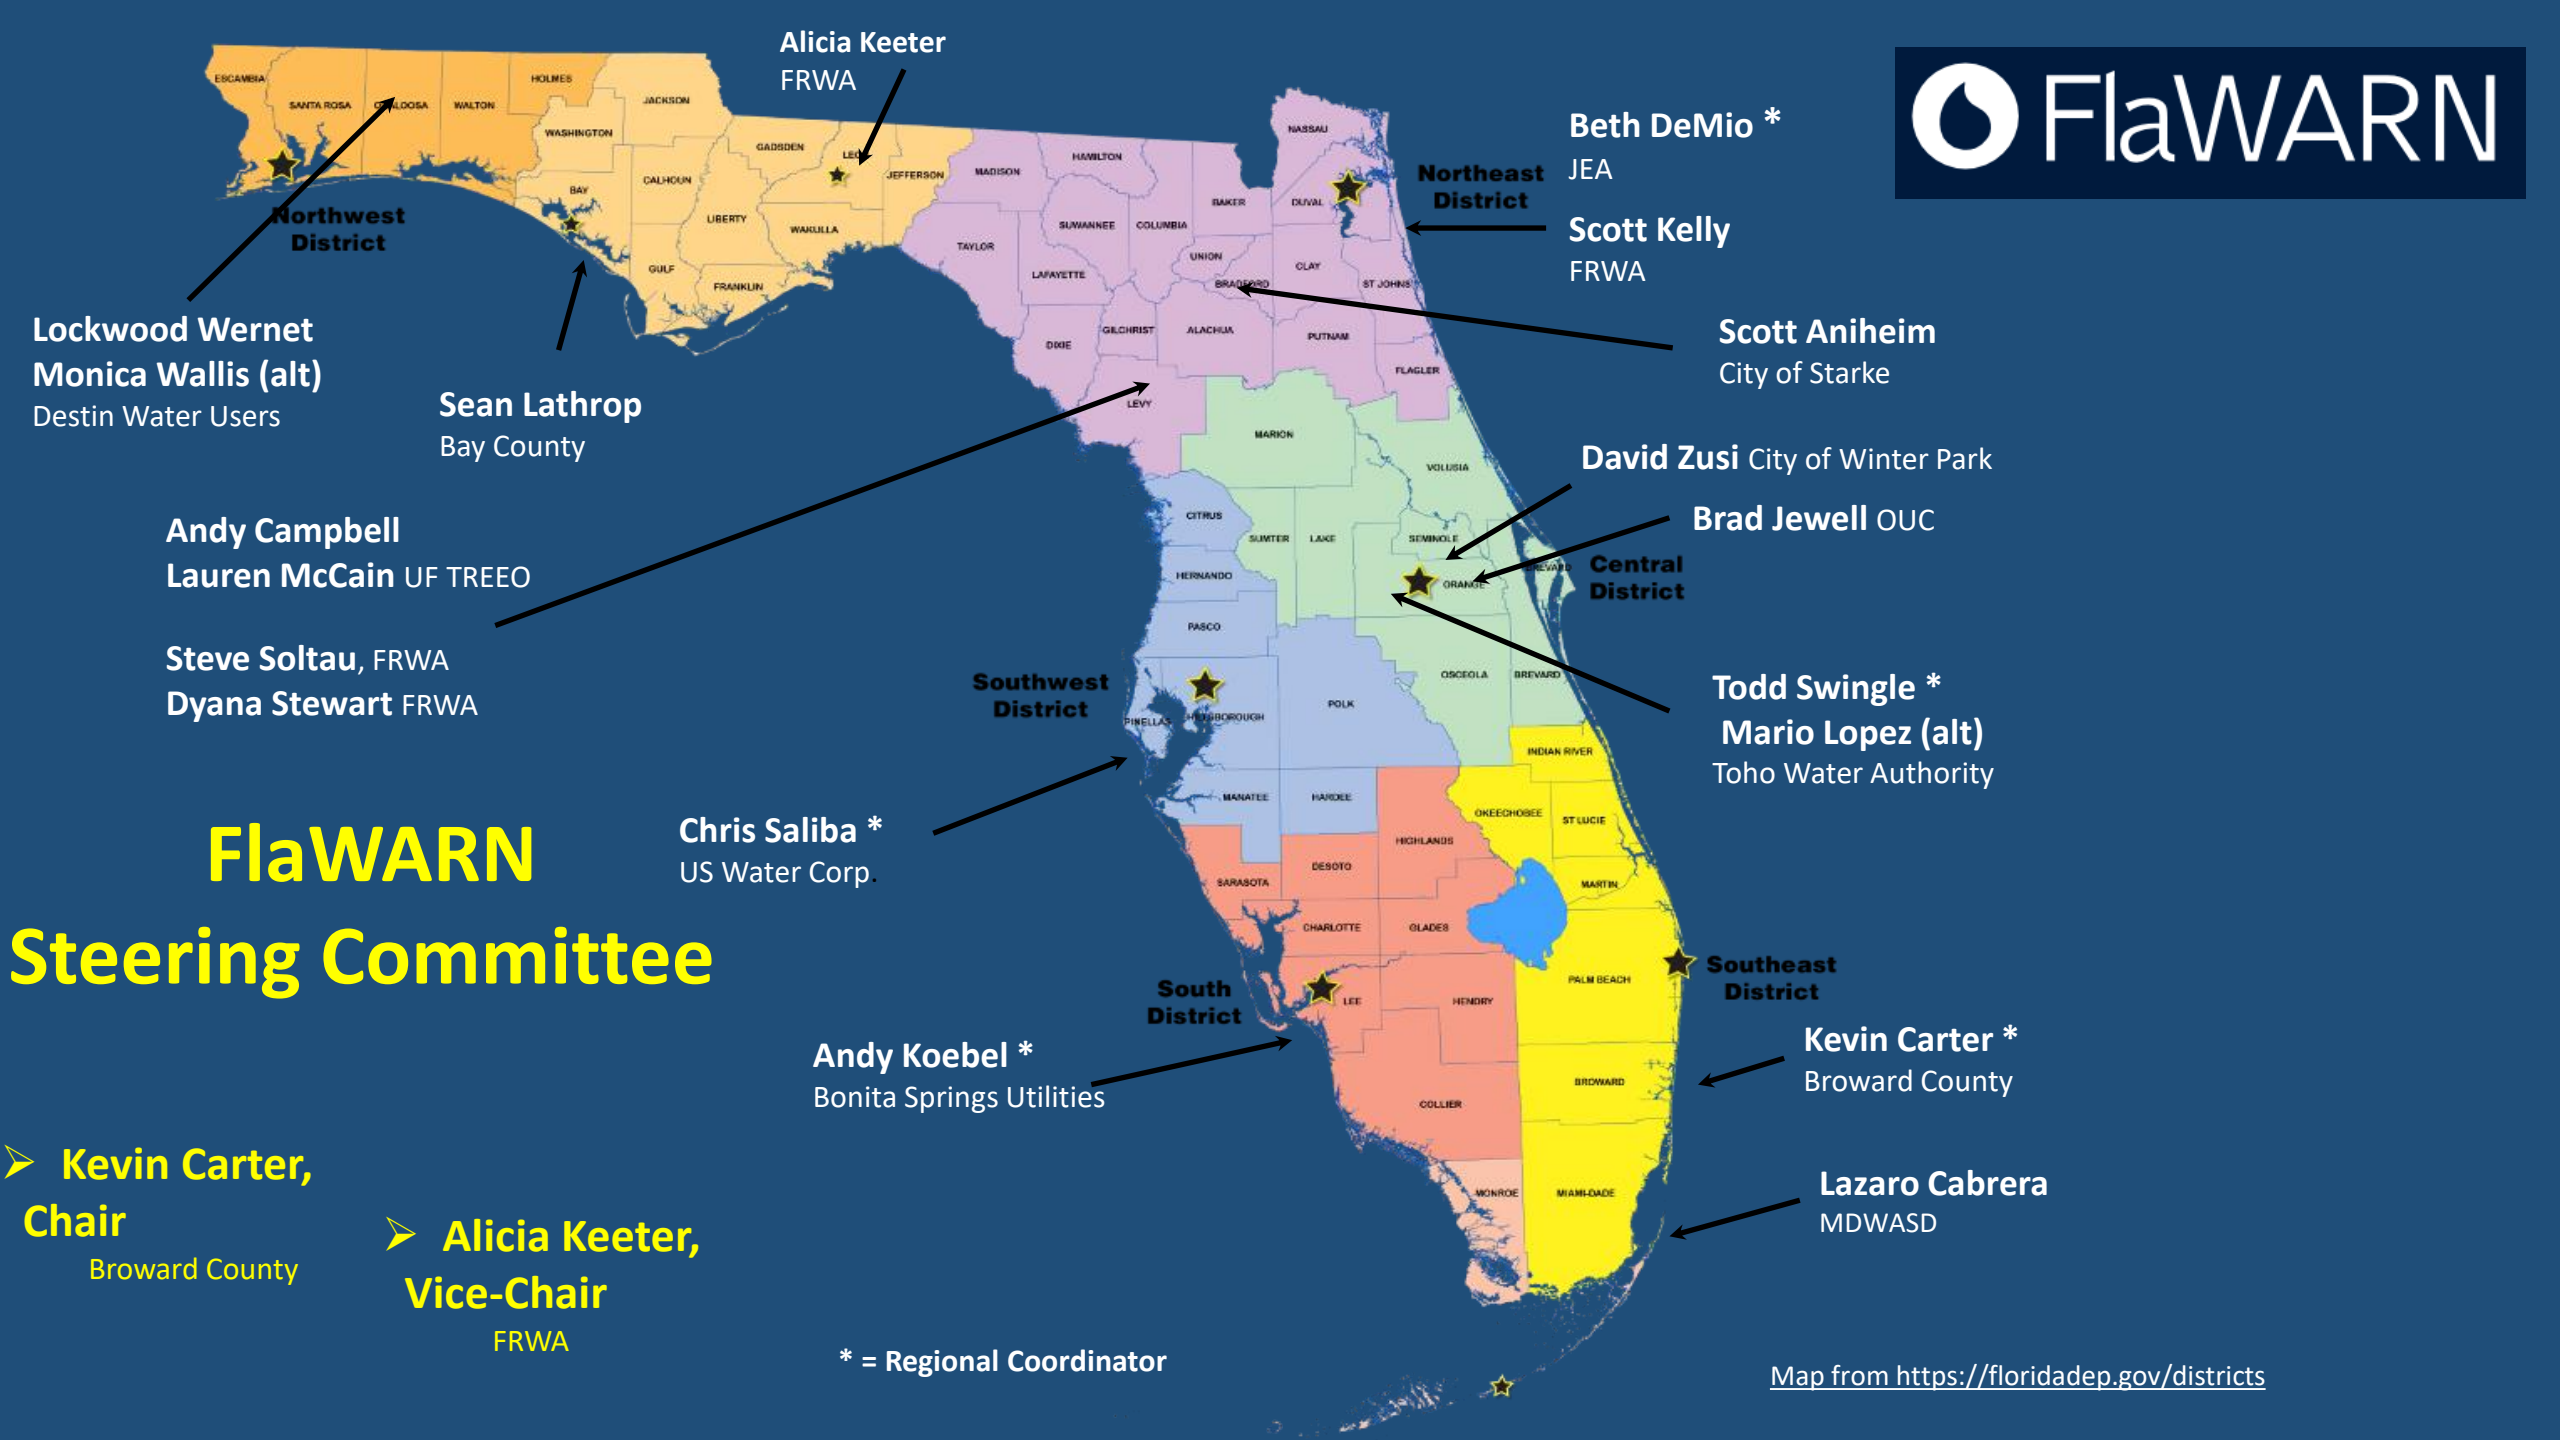 FlaWARN
Alicia Keeter
FRWA
Beth DeMio *
JEA
Scott Kelly
FRWA
Scott Aniheim
City of Starke
David Zusi City of Winter Park
Brad Jewell OUC
Todd Swingle *
Mario Lopez (alt)
Toho Water Authority
Kevin Carter *
Broward County
Lazaro Cabrera
MDWASD
Lockwood Wernet
Monica Wallis (alt)
Destin Water Users
Sean Lathrop
Bay County
Andy Campbell
Lauren McCain UF TREEO
Steve Soltau, FRWA
Dyana Stewart FRWA
Chris Saliba *
US Water Corp.
Andy Koebel *
Bonita Springs Utilities
FlaWARN
Steering Committee
➢ Kevin Carter,
Chair
Broward County
➢ Alicia Keeter,
Vice-Chair
FRWA
* = Regional Coordinator
Map from https://floridadep.gov/districts
Northwest
District
Northeast
District
Central
District
Southwest
District
South
District
Southeast
District
ESCAMBIA
SANTA ROSA
OKALOOSA
WALTON
HOLMES
JACKSON
WASHINGTON
BAY
CALHOUN
GULF
GADSDEN
LIBERTY
FRANKLIN
LEON
WAKULLA
JEFFERSON
MADISON
TAYLOR
HAMILTON
SUWANNEE
LAFAYETTE
DIXIE
COLUMBIA
GILCHRIST
LEVY
BAKER
UNION
BRADFORD
ALACHUA
NASSAU
DUVAL
CLAY
ST JOHNS
PUTNAM
FLAGLER
MARION
VOLUSIA
CITRUS
SUMTER
LAKE
SEMINOLE
ORANGE
BREVARD
HERNANDO
PASCO
OSCEOLA
BREVARD
PINELLAS
HILLSBOROUGH
POLK
INDIAN RIVER
MANATEE
HARDEE
HIGHLANDS
OKEECHOBEE
ST LUCIE
SARASOTA
DESOTO
MARTIN
CHARLOTTE
GLADES
LEE
HENDRY
PALM BEACH
COLLIER
BROWARD
MONROE
MIAMI-DADE